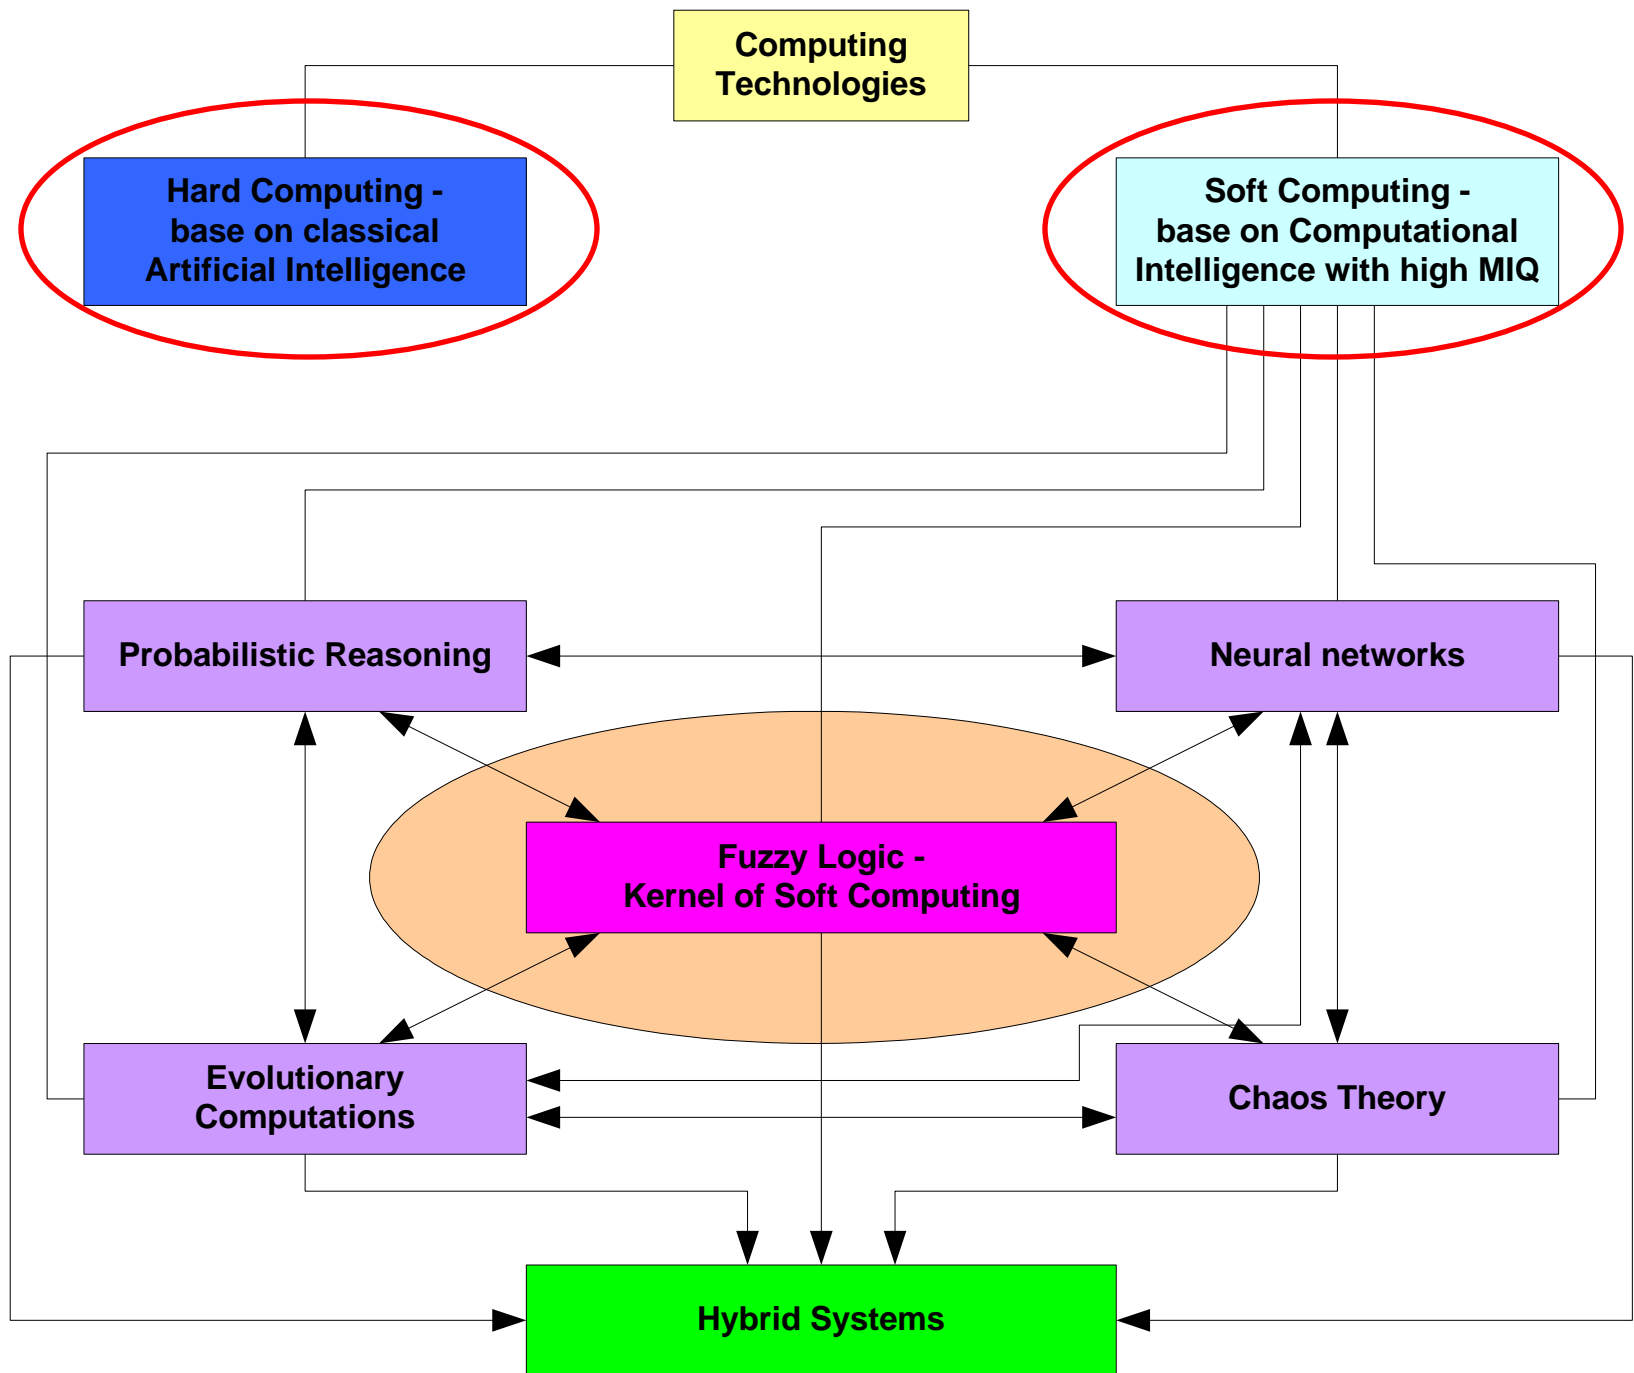 Computing
Technologies
Hard Computing -
base on classical
Artificial Intelligence
Soft Computing -
base on Computational
Intelligence with high MIQ
Probabilistic Reasoning
Neural networks
Fuzzy Logic -
Kernel of Soft Computing
Evolutionary
Computations
Chaos Theory
Hybrid Systems